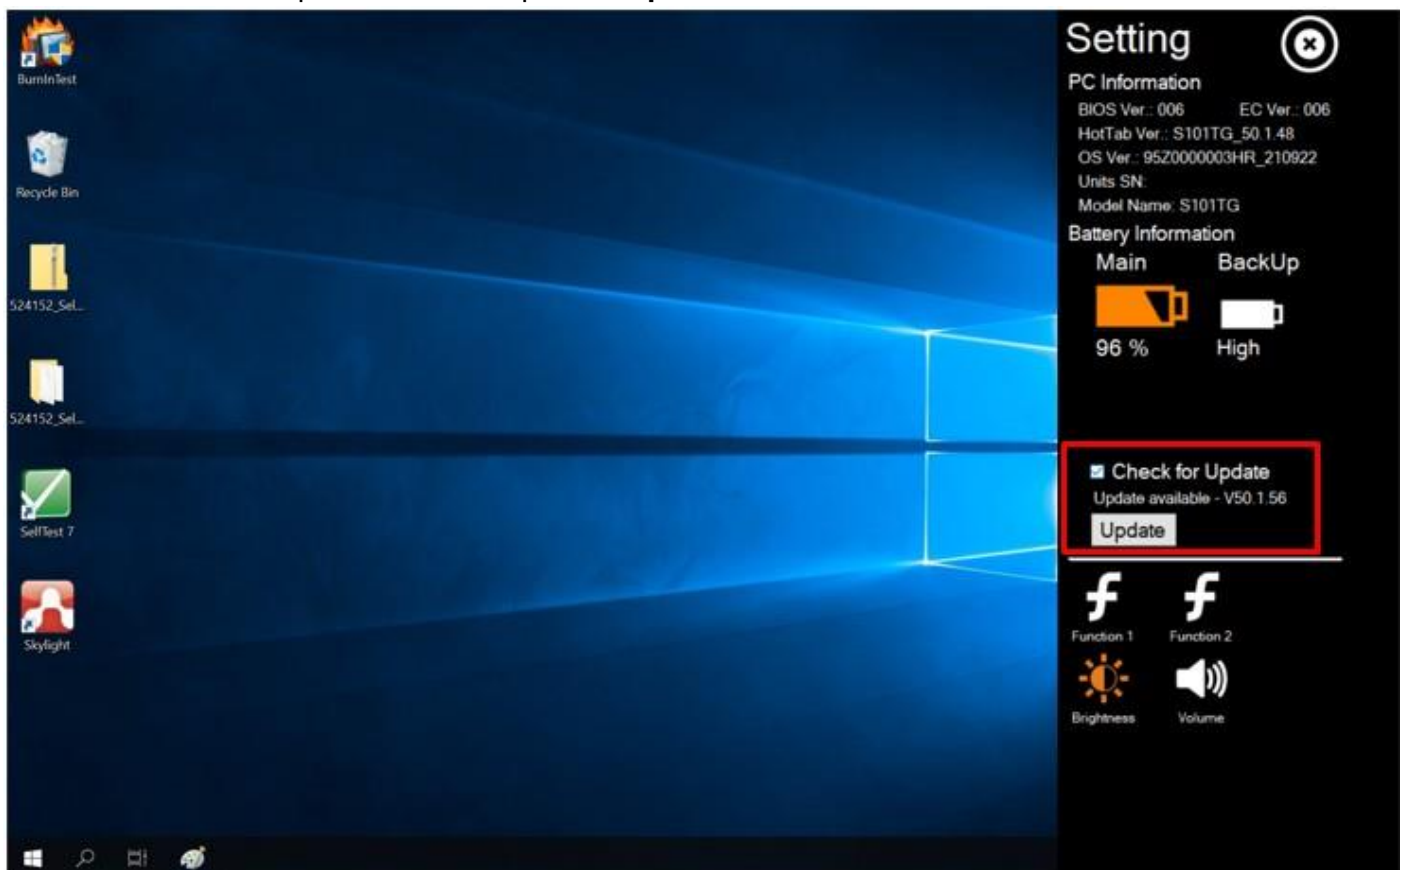 BurnInTest
Recycle Bin
524152_Sel...
524152_Sel...
SelfTest 7
Skylight
Setting
PC Information
BIOS Ver.: 006 EC Ver.: 006
HotTab Ver.: S101TG_50.1.48
OS Ver.: 95Z0000003HR_210922
Units SN:
Model Name: S101TG
Battery Information
Main BackUp
96 % High
Check for Update
Update available - V50.1.56
Update
Function 1 Function 2
Brightness Volume